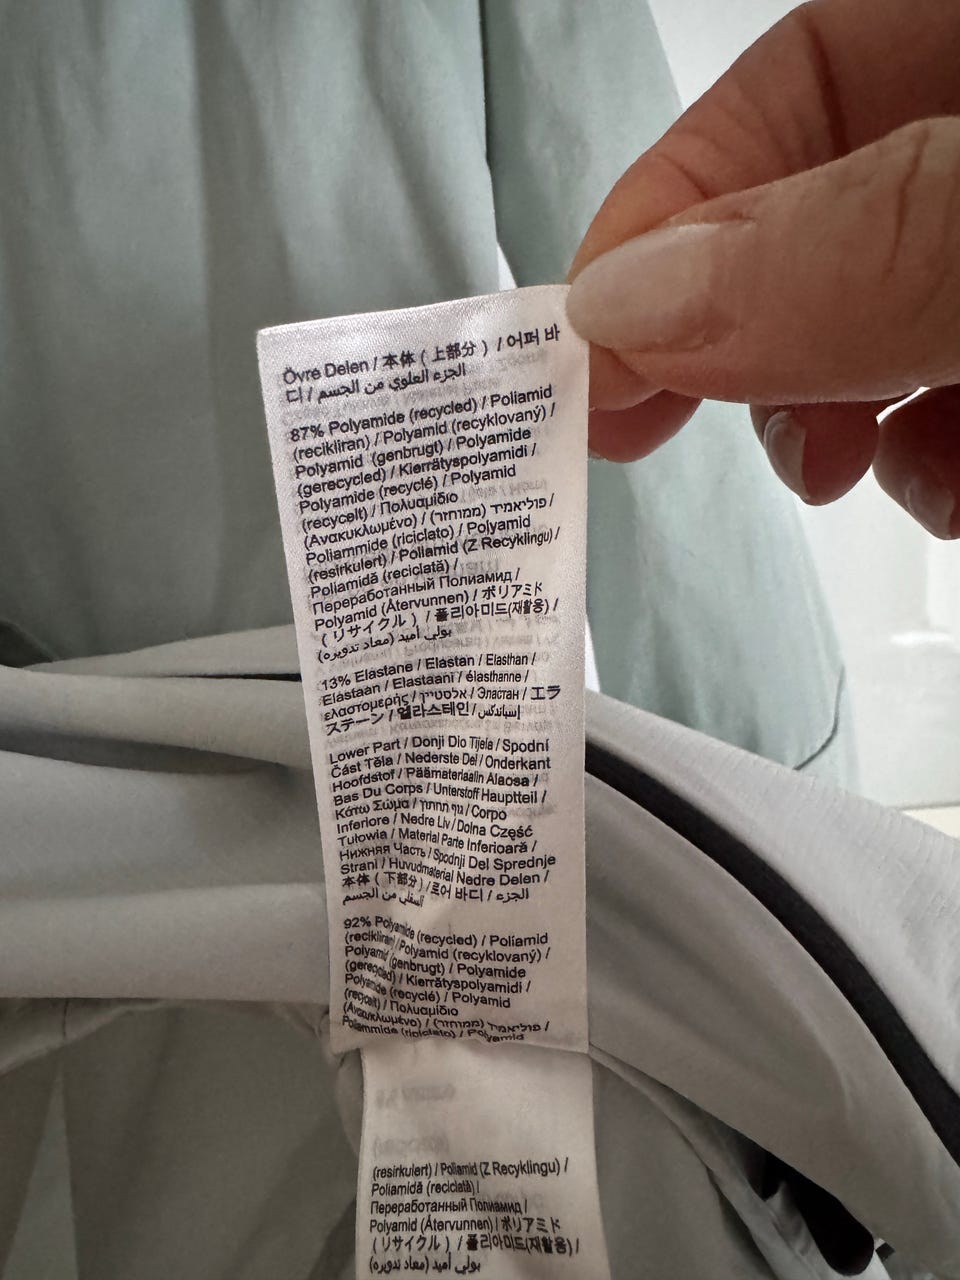 Övre Delen / 本体 ( 上部分 ) / 어퍼 바
디 / الجزء العلوي من الجسم
87% Polyamide (recycled) / Poliamid
(recikliran) / Polyamid (recyklovaný) /
Polyamid (genbrugt) / Polyamide
(gerecycled) / Kierrätyspolyamidi /
Polyamide (recyclé) / Polyamid
(recycelt) / Πολυαμίδιο
(Ανακυκλωμένο) / פוליאמיד (ממוחזר) /
Poliammide (riciclato) / Polyamid
(resirkulert) / Poliamid (Z Recyklingu) /
Poliamidă (reciclată) /
Переработанный Полиамид /
Polyamid (Återvunnen) / ポリアミド
( リサイクル ) / 폴리아미드(재활용) /
بولي أميد (معاد تدويره)
13% Elastane / Elastan / Elasthan /
Elastaan / Elastaani / élasthanne /
ελαστομερής / אלסטיין / Эластан / エラ
ステーン / 엘라스테인 / إسباندكس
Lower Part / Donji Dio Tijela / Spodní
Část Těla / Nederste Del / Onderkant
Hoofdstof / Päämateriaalin Alaosa /
Bas Du Corps / Unterstoff Hauptteil /
Κάτω Σώμα / גוף תחתון / Corpo
Inferiore / Nedre Liv / Dolna Część
Tułowia / Material Parte Inferioară /
Нижняя Часть / Spodnji Del Sprednje
Strani / Huvudmaterial Nedre Delen /
本体 ( 下部分 ) / 로어 바디 / الجزء
السفلي من الجسم
92% Polyamide (recycled) / Poliamid
(recikliran) / Polyamid (recyklovaný) /
Polyamid (genbrugt) / Polyamide
(gerecycled) / Kierrätyspolyamidi /
Polyamide (recyclé) / Polyamid
(recycelt) / Πολυαμίδιο
(Ανακυκλωμένο) / פוליאמיד (ממוחזר) /
Poliammide (riciclato) / Polyamid
(resirkulert) / Poliamid (Z Recyklingu) /
Poliamidă (reciclată) /
Переработанный Полиамид /
Polyamid (Återvunnen) / ポリアミド
( リサイクル ) / 폴리아미드(재활용) /
بولي أميد (معاد تدويره)